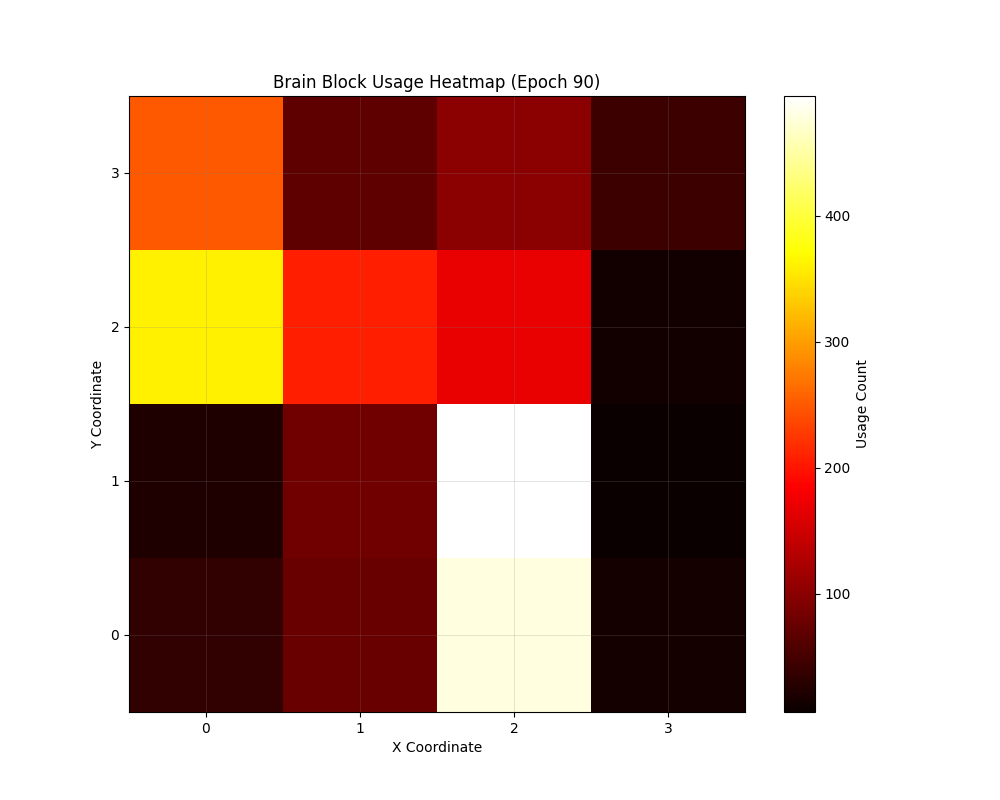 Brain Block Usage Heatmap (Epoch 90)
3
2
1
0
Y Coordinate
0 1 2 3
X Coordinate
400
300
200
100
Usage Count